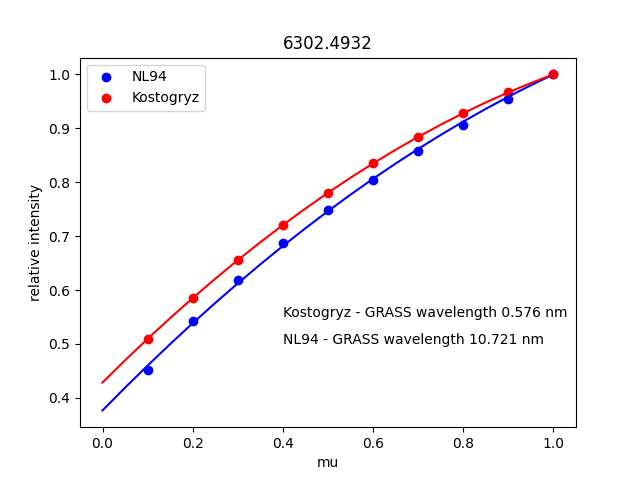 6302.4932
NL94
Kostogryz
relative intensity
1.0
0.9
0.8
0.7
0.6
0.5
0.4
Kostogryz - GRASS wavelength 0.576 nm
NL94 - GRASS wavelength 10.721 nm
0.0 0.2 0.4 0.6 0.8 1.0
mu